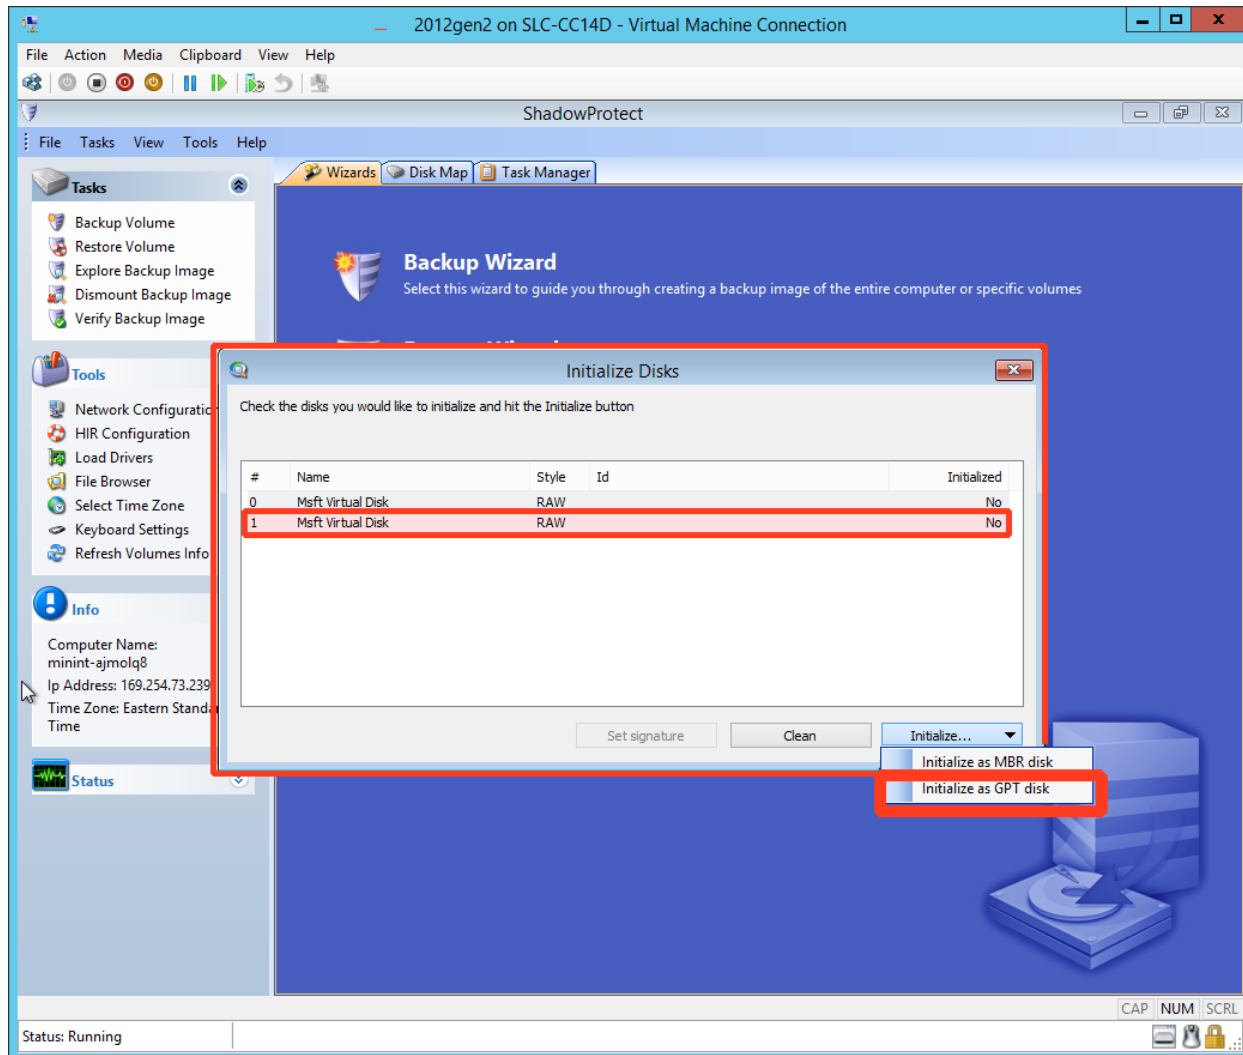 2012gen2 on SLC-CC14D - Virtual Machine Connection
File Action Media Clipboard View Help
ShadowProtect
File Tasks View Tools Help
Wizards Disk Map Task Manager
Tasks
Backup Volume
Restore Volume
Explore Backup Image
Dismount Backup Image
Verify Backup Image
Backup Wizard
Select this wizard to guide you through creating a backup image of the entire computer or specific volumes
Tools
Network Configuratio
HIR Configuration
Load Drivers
File Browser
Select Time Zone
Keyboard Settings
Refresh Volumes Info
Info
Computer Name:
minint-ajmolq8
Ip Address: 169.254.73.239
Time Zone: Eastern Standa
Time
Status
Initialize Disks
Check the disks you would like to initialize and hit the Initialize button
# Name Style Id Initialized
0 Msft Virtual Disk RAW No
1 Msft Virtual Disk RAW No
Set signature Clean Initialize...
Initialize as MBR disk
Initialize as GPT disk
CAP NUM SCRL
Status: Running